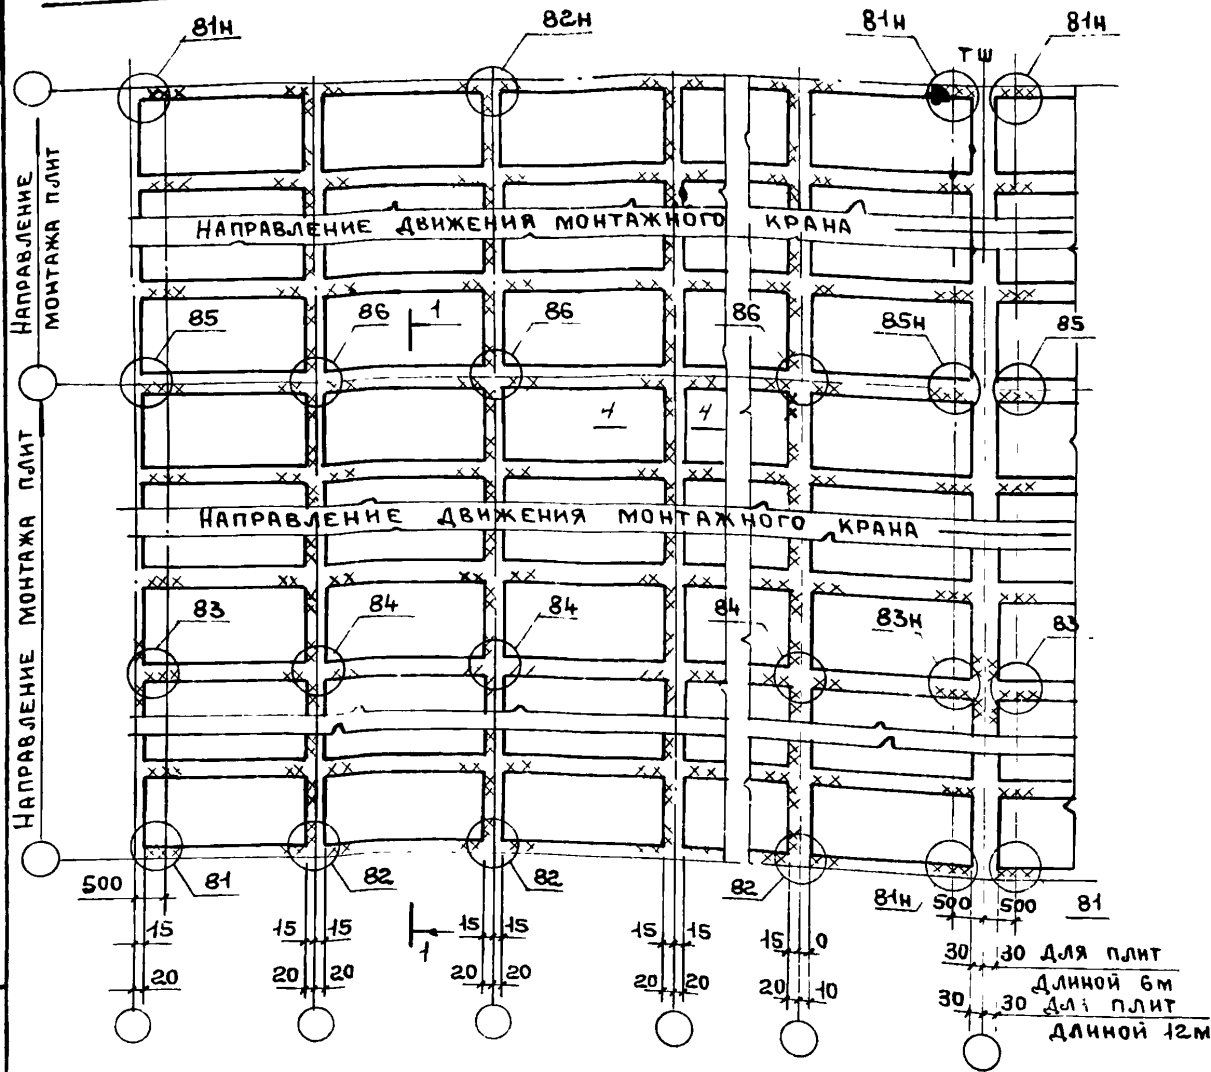 81н 82н 81н 81н
Т Ш
НАПРАВЛЕНИЕ
МОНТАЖА ПЛИТ
НАПРАВЛЕНИЕ ДВИЖЕНИЯ МОНТАЖНОГО КРАНА
85 86 1 86 86 85н 85
4 4
НАПРАВЛЕНИЕ МОНТАЖА ПЛИТ
НАПРАВЛЕНИЕ ДВИЖЕНИЯ МОНТАЖНОГО КРАНА
83 84 84 84 83н 83
500 81 82 82 82 81н 500 500 81
15 15 15 1 15 15 15 15 15 0
30 30 ДЛЯ ПЛИТ
20 20 20 20 20 20 20 20 10
ДЛИНОЙ 6м
30 30 ДЛЯ ПЛИТ
ДЛИНОЙ 12м